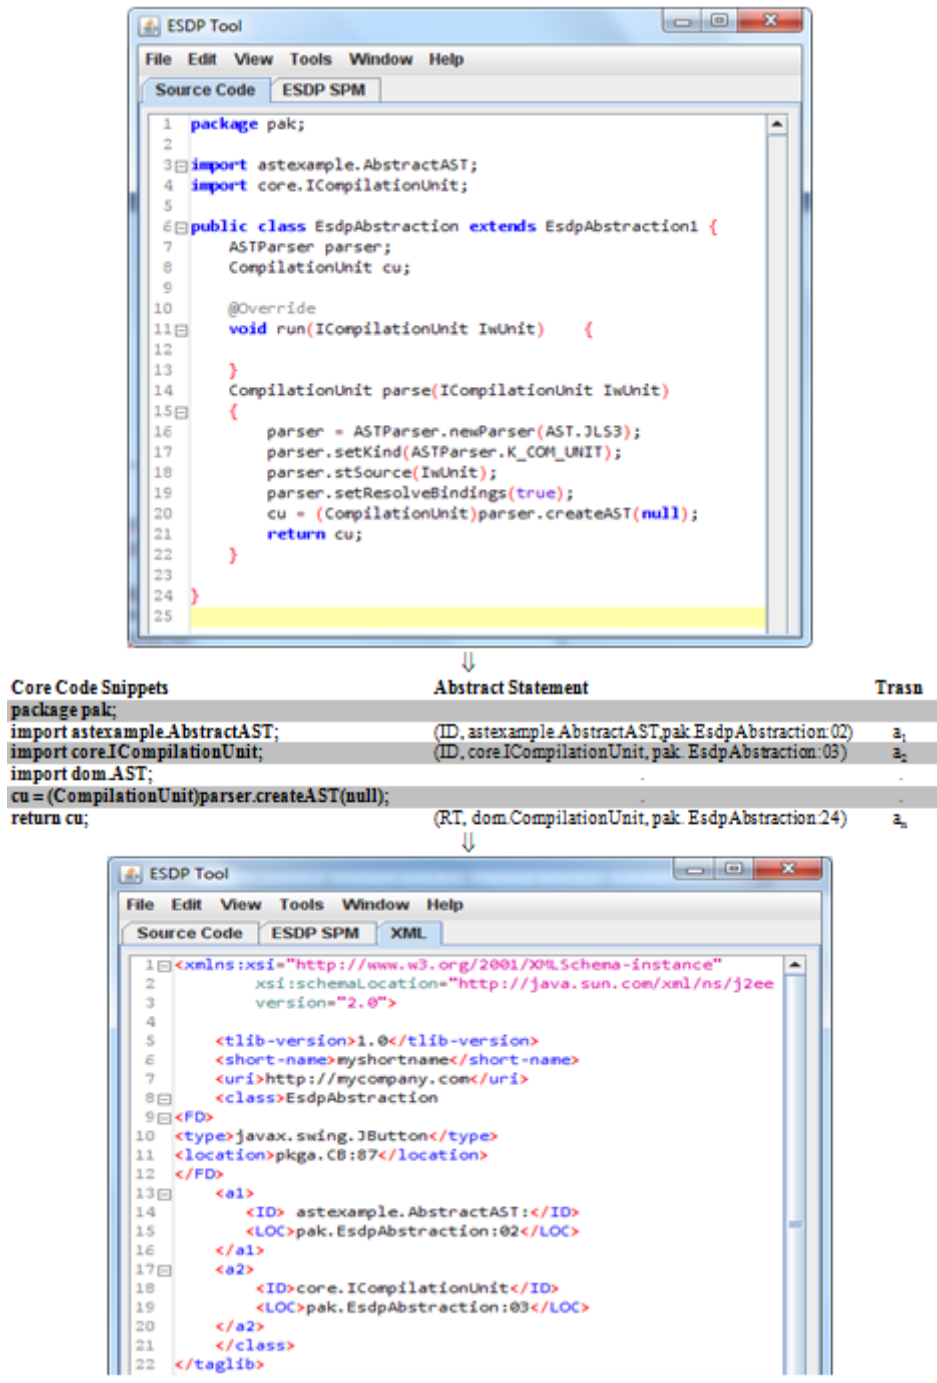 ESDP Tool
File Edit View Tools Window Help
Source Code ESDP SPM
1 package pak;
2
3 import astexample.AbstractAST;
4 import core.ICompilationUnit;
5
6 public class EsdpAbstraction extends EsdpAbstraction1 {
7 ASTParser parser;
8 CompilationUnit cu;
9
10 @Override
11 void run(ICompilationUnit IwUnit) {
12
13 }
14 CompilationUnit parse(ICompilationUnit IwUnit)
15 {
16 parser = ASTParser.newParser(AST.JLS3);
17 parser.setKind(ASTParser.K_COM_UNIT);
18 parser.stSource(IwUnit);
19 parser.setResolveBindings(true);
20 cu = (CompilationUnit)parser.createAST(null);
21 return cu;
22 }
23
24 }
25
⇓
Core Code Snippets Abstract Statement Trasn
package pak;
import astexample.AbstractAST; (ID, astexample.AbstractAST,pak.EsdpAbstraction:02) a1
import core.ICompilationUnit; (ID, core.ICompilationUnit, pak. EsdpAbstraction:03) a2
import dom.AST; . .
cu = (CompilationUnit)parser.createAST(null); . .
return cu; (RT, dom.CompilationUnit, pak. EsdpAbstraction:24) an
⇓
ESDP Tool
File Edit View Tools Window Help
Source Code ESDP SPM XML
1 <xmlns:xsi="http://www.w3.org/2001/XMLSchema-instance"
2 xsi:schemaLocation="http://java.sun.com/xml/ns/j2ee
3 version="2.0">
4
5 <tlib-version>1.0</tlib-version>
6 <short-name>myshortname</short-name>
7 <uri>http://mycompany.com</uri>
8 <class>EsdpAbstraction
9 <FD>
10 <type>javax.swing.JButton</type>
11 <location>pkga.CB:87</location>
12 </FD>
13 <a1>
14 <ID> astexample.AbstractAST:</ID>
15 <LOC>pak.EsdpAbstraction:02</LOC>
16 </a1>
17 <a2>
18 <ID>core.ICompilationUnit</ID>
19 <LOC>pak.EsdpAbstraction:03</LOC>
20 </a2>
21 </class>
22 </taglib>